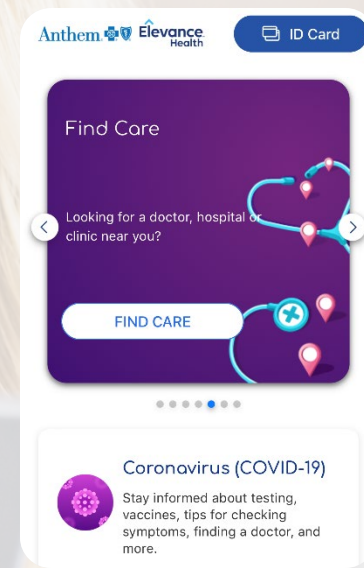 Anthem Elevance Health
ID Card
Find Care
Looking for a doctor, hospital or
clinic near you?
FIND CARE
Coronavirus (COVID-19)
Stay informed about testing,
vaccines, tips for checking
symptoms, finding a doctor, and
more.